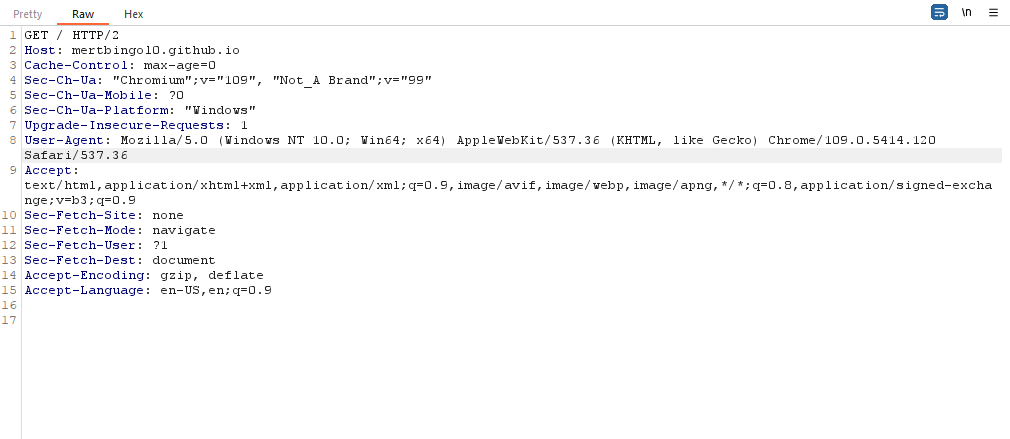 Pretty Raw Hex \n
1 GET / HTTP/2
2 Host: mertbingol0.github.io
3 Cache-Control: max-age=0
4 Sec-Ch-Ua: "Chromium";v="109", "Not_A Brand";v="99"
5 Sec-Ch-Ua-Mobile: ?0
6 Sec-Ch-Ua-Platform: "Windows"
7 Upgrade-Insecure-Requests: 1
8 User-Agent: Mozilla/5.0 (Windows NT 10.0; Win64; x64) AppleWebKit/537.36 (KHTML, like Gecko) Chrome/109.0.5414.120
Safari/537.36
9 Accept:
text/html,application/xhtml+xml,application/xml;q=0.9,image/avif,image/webp,image/apng,*/*;q=0.8,application/signed-excha
nge;v=b3;q=0.9
10 Sec-Fetch-Site: none
11 Sec-Fetch-Mode: navigate
12 Sec-Fetch-User: ?1
13 Sec-Fetch-Dest: document
14 Accept-Encoding: gzip, deflate
15 Accept-Language: en-US,en;q=0.9
16
17